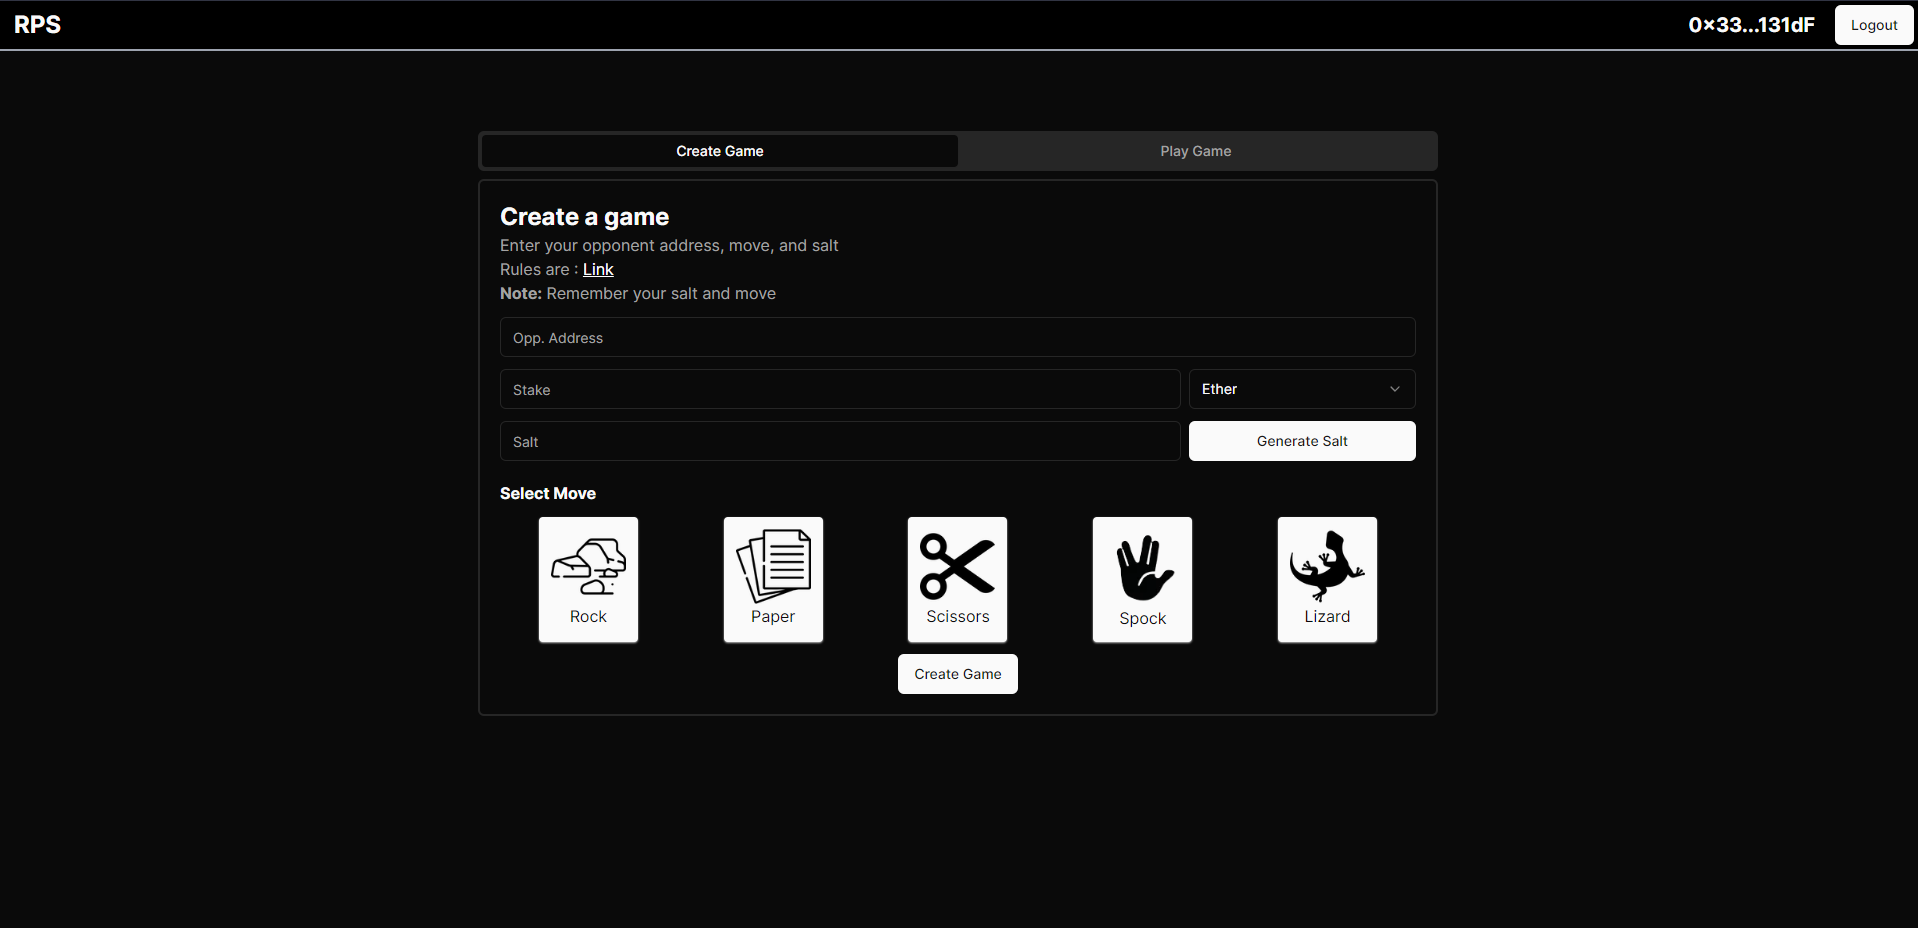 RPS
0x33...131dF
Logout
Create Game
Play Game
Create a game
Enter your opponent address, move, and salt
Rules are : Link
Note: Remember your salt and move
Opp. Address
Stake
Ether
Salt
Generate Salt
Select Move
Rock
Paper
Scissors
Spock
Lizard
Create Game